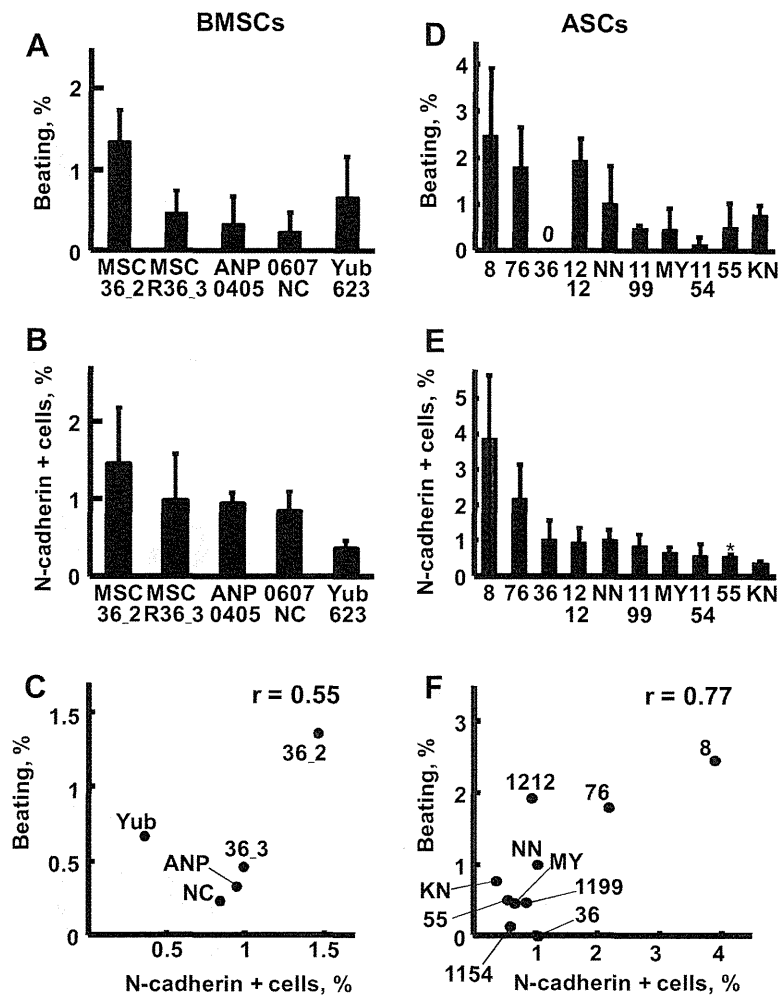 BMSCs
A
Beating, %
2
1
0
MSC MSC ANP 0607 Yub
36_2 R36_3 0405 NC 623
B
N-cadherin + cells, %
2
1
0
MSC MSC ANP 0607 Yub
36_2 R36_3 0405 NC 623
C
r = 0.55
Beating, %
1.5
1
0.5
0
36_2
Yub
36_3
ANP
NC
0.5 1 1.5
N-cadherin + cells, %
ASCs
D
Beating, %
4
3
2
1
0
0
8 76 36 12 NN 11 MY 11 55 KN
12 99 54
E
N-cadherin + cells, %
5
4
3
2
1
0
*
8 76 36 12 NN 11 MY 11 55 KN
12 99 54
F
r = 0.77
Beating, %
3
2
1
0
8
1212 76
NN MY
KN 1199
55 36
1154
1 2 3 4
N-cadherin + cells, %